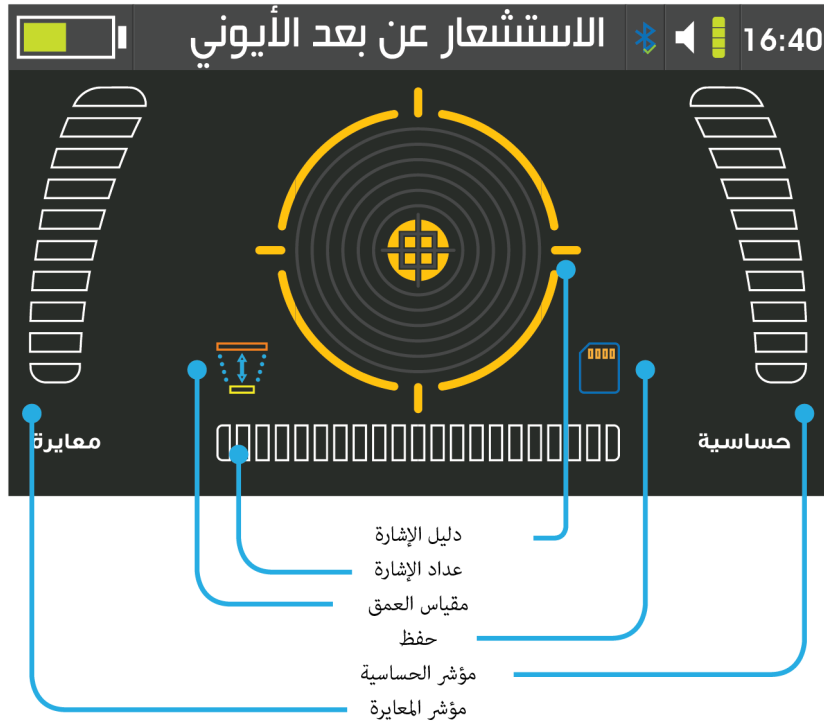 الاستشعار عن بعد الأيوني 16:40
معايرة
حساسية
دليل الإشارة
عداد الإشارة
مقياس العمق
حفظ
مؤشر الحساسية
مؤشر المعايرة